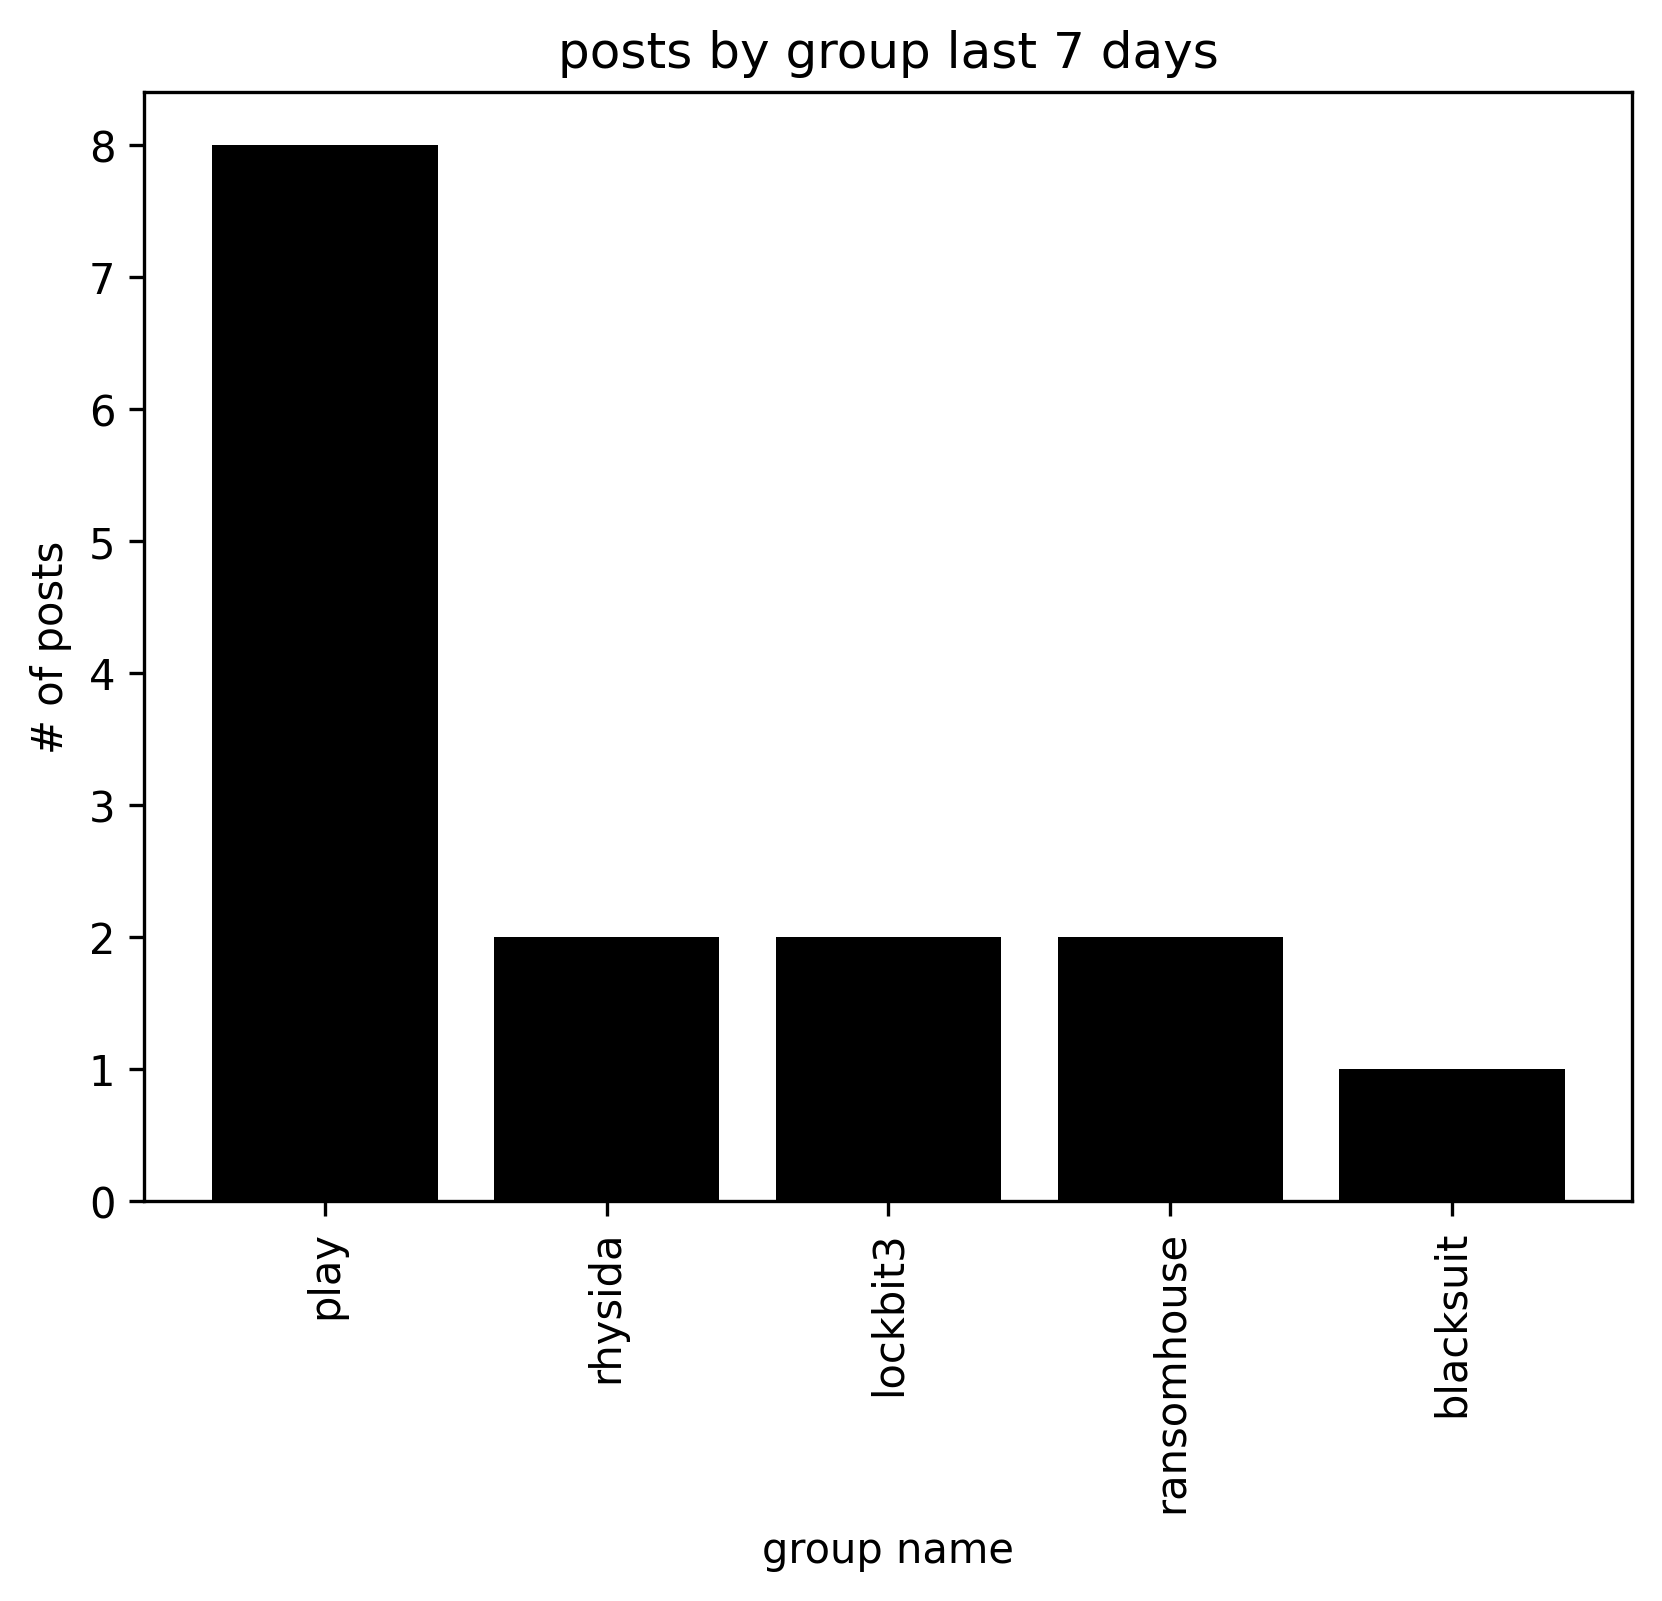 posts by group last 7 days
8
7
6
5
4
3
2
1
0
# of posts
play
rhysida
lockbit3
ransomhouse
blacksuit
group name